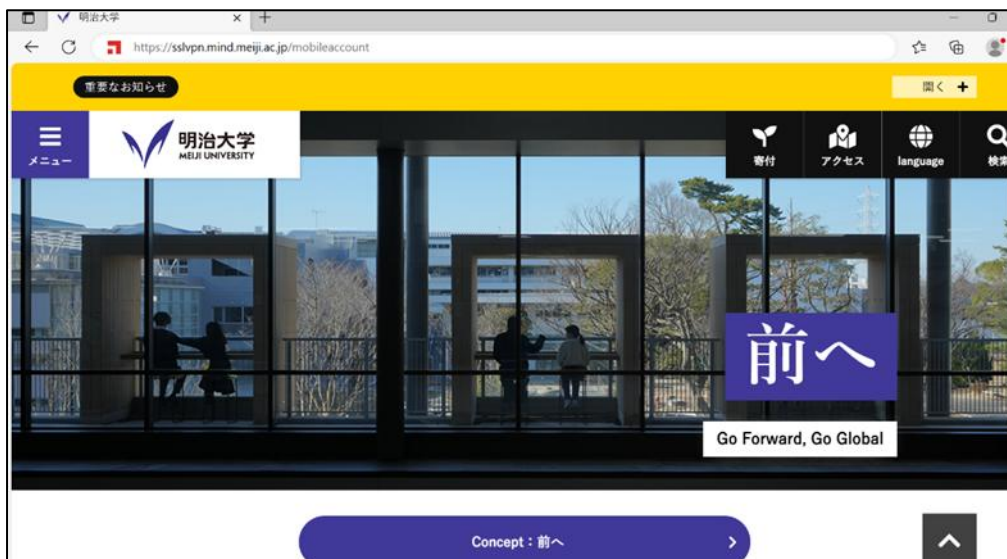 明治大学
https://sslvpn.mind.meiji.ac.jp/mobileaccount
重要なお知らせ
開く
メニュー
明治大学
MEIJI UNIVERSITY
寄付
アクセス
language
検索
前へ
Go Forward, Go Global
Concept：前へ